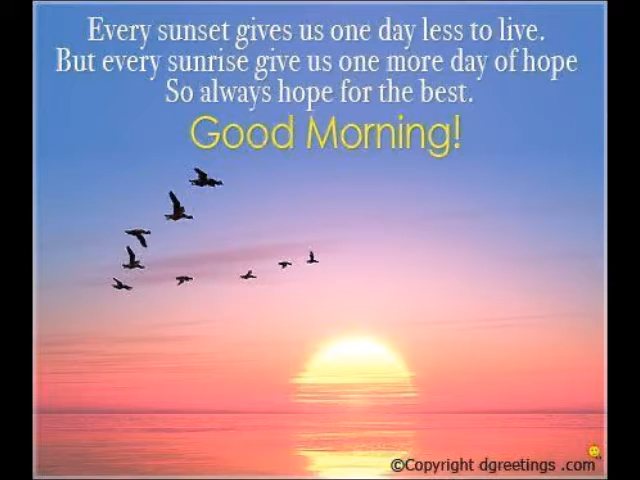 Every sunset gives us one day less to live.
But every sunrise give us one more day of hope
So always hope for the best.
Good Morning!
©Copyright dgreetings .com